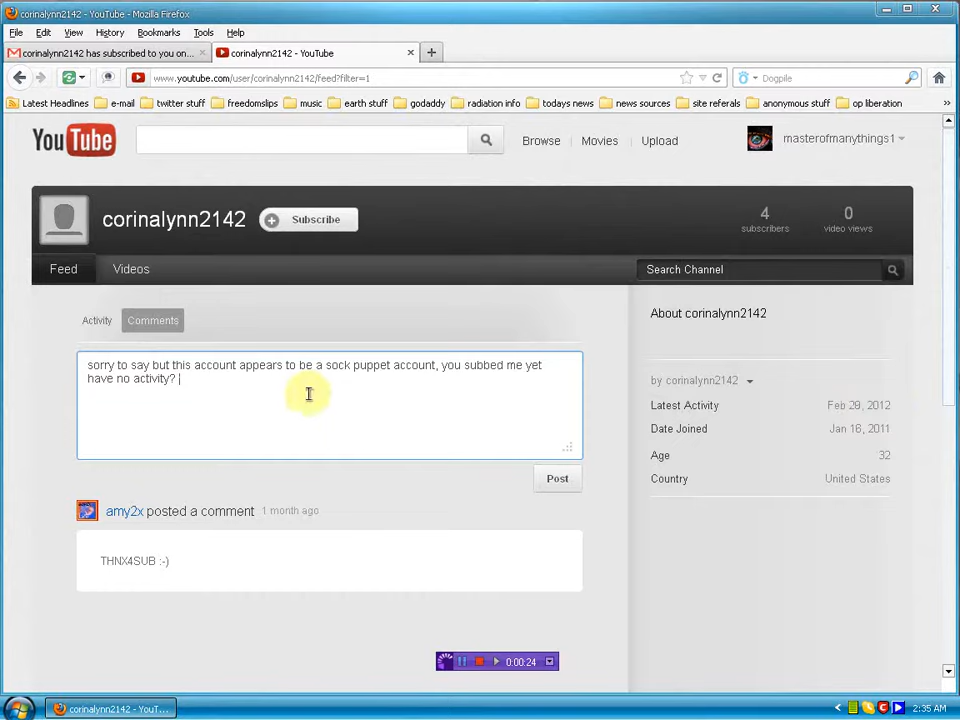 corinalynn2142 - YouTube - Mozilla Firefox
File Edit View History Bookmarks Tools Help
corinalynn2142 has subscribed to you on... corinalynn2142 - YouTube
www.youtube.com/user/corinalynn2142/feed?filter=1 Dogpile
Latest Headlines e-mail twitter stuff freedomslips music earth stuff godaddy radiation info todays news news sources site referals anonymous stuff op liberation
YouTube Browse Movies Upload masterofmanythings1
corinalynn2142 Subscribe 4 0
subscribers video views
Feed Videos Search Channel
Activity Comments
About corinalynn2142
sorry to say but this account appears to be a sock puppet account, you subbed me yet
have no activity?
by corinalynn2142
Latest Activity Feb 29, 2012
Date Joined Jan 16, 2011
Age 32
Country United States
Post
amy2x posted a comment 1 month ago
THNX4SUB :-)
0:00:24
corinalynn2142 - YouT... 2:35 AM